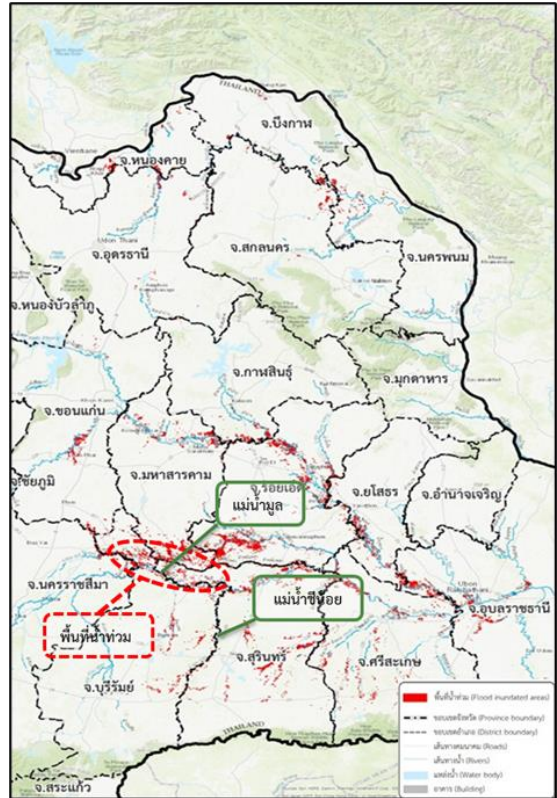 THAILAND
จ.บึงกาฬ
จ.หนองคาย
Vientiane
Udon Thani
จ.อุดรธานี
จ.สกลนคร
จ.นครพนม
จ.หนองบัวลำภู
จ.กาฬสินธุ์
จ.มุกดาหาร
จ.ขอนแก่น
จ.ชัยภูมิ
จ.มหาสารคาม
จ.ร้อยเอ็ด
จ.ยโสธร
จ.อำนาจเจริญ
แม่น้ำมูล
จ.นครราชสีมา
แม่น้ำชีน้อย
Ubon
Ratchathani
จ.อุบลราชธานี
พื้นที่น้ำท่วม
จ.สุรินทร์
จ.ศรีสะเกษ
จ.บุรีรัมย์
THAILAND
จ.สระแก้ว
พื้นที่น้ำท่วม (Flood inundated areas)
ขอบเขตจังหวัด (Province boundary)
ขอบเขตอำเภอ (District boundary)
เส้นทางคมนาคม (Roads)
เส้นทางน้ำ (Rivers)
แหล่งน้ำ (Water body)
อาคาร (Building)